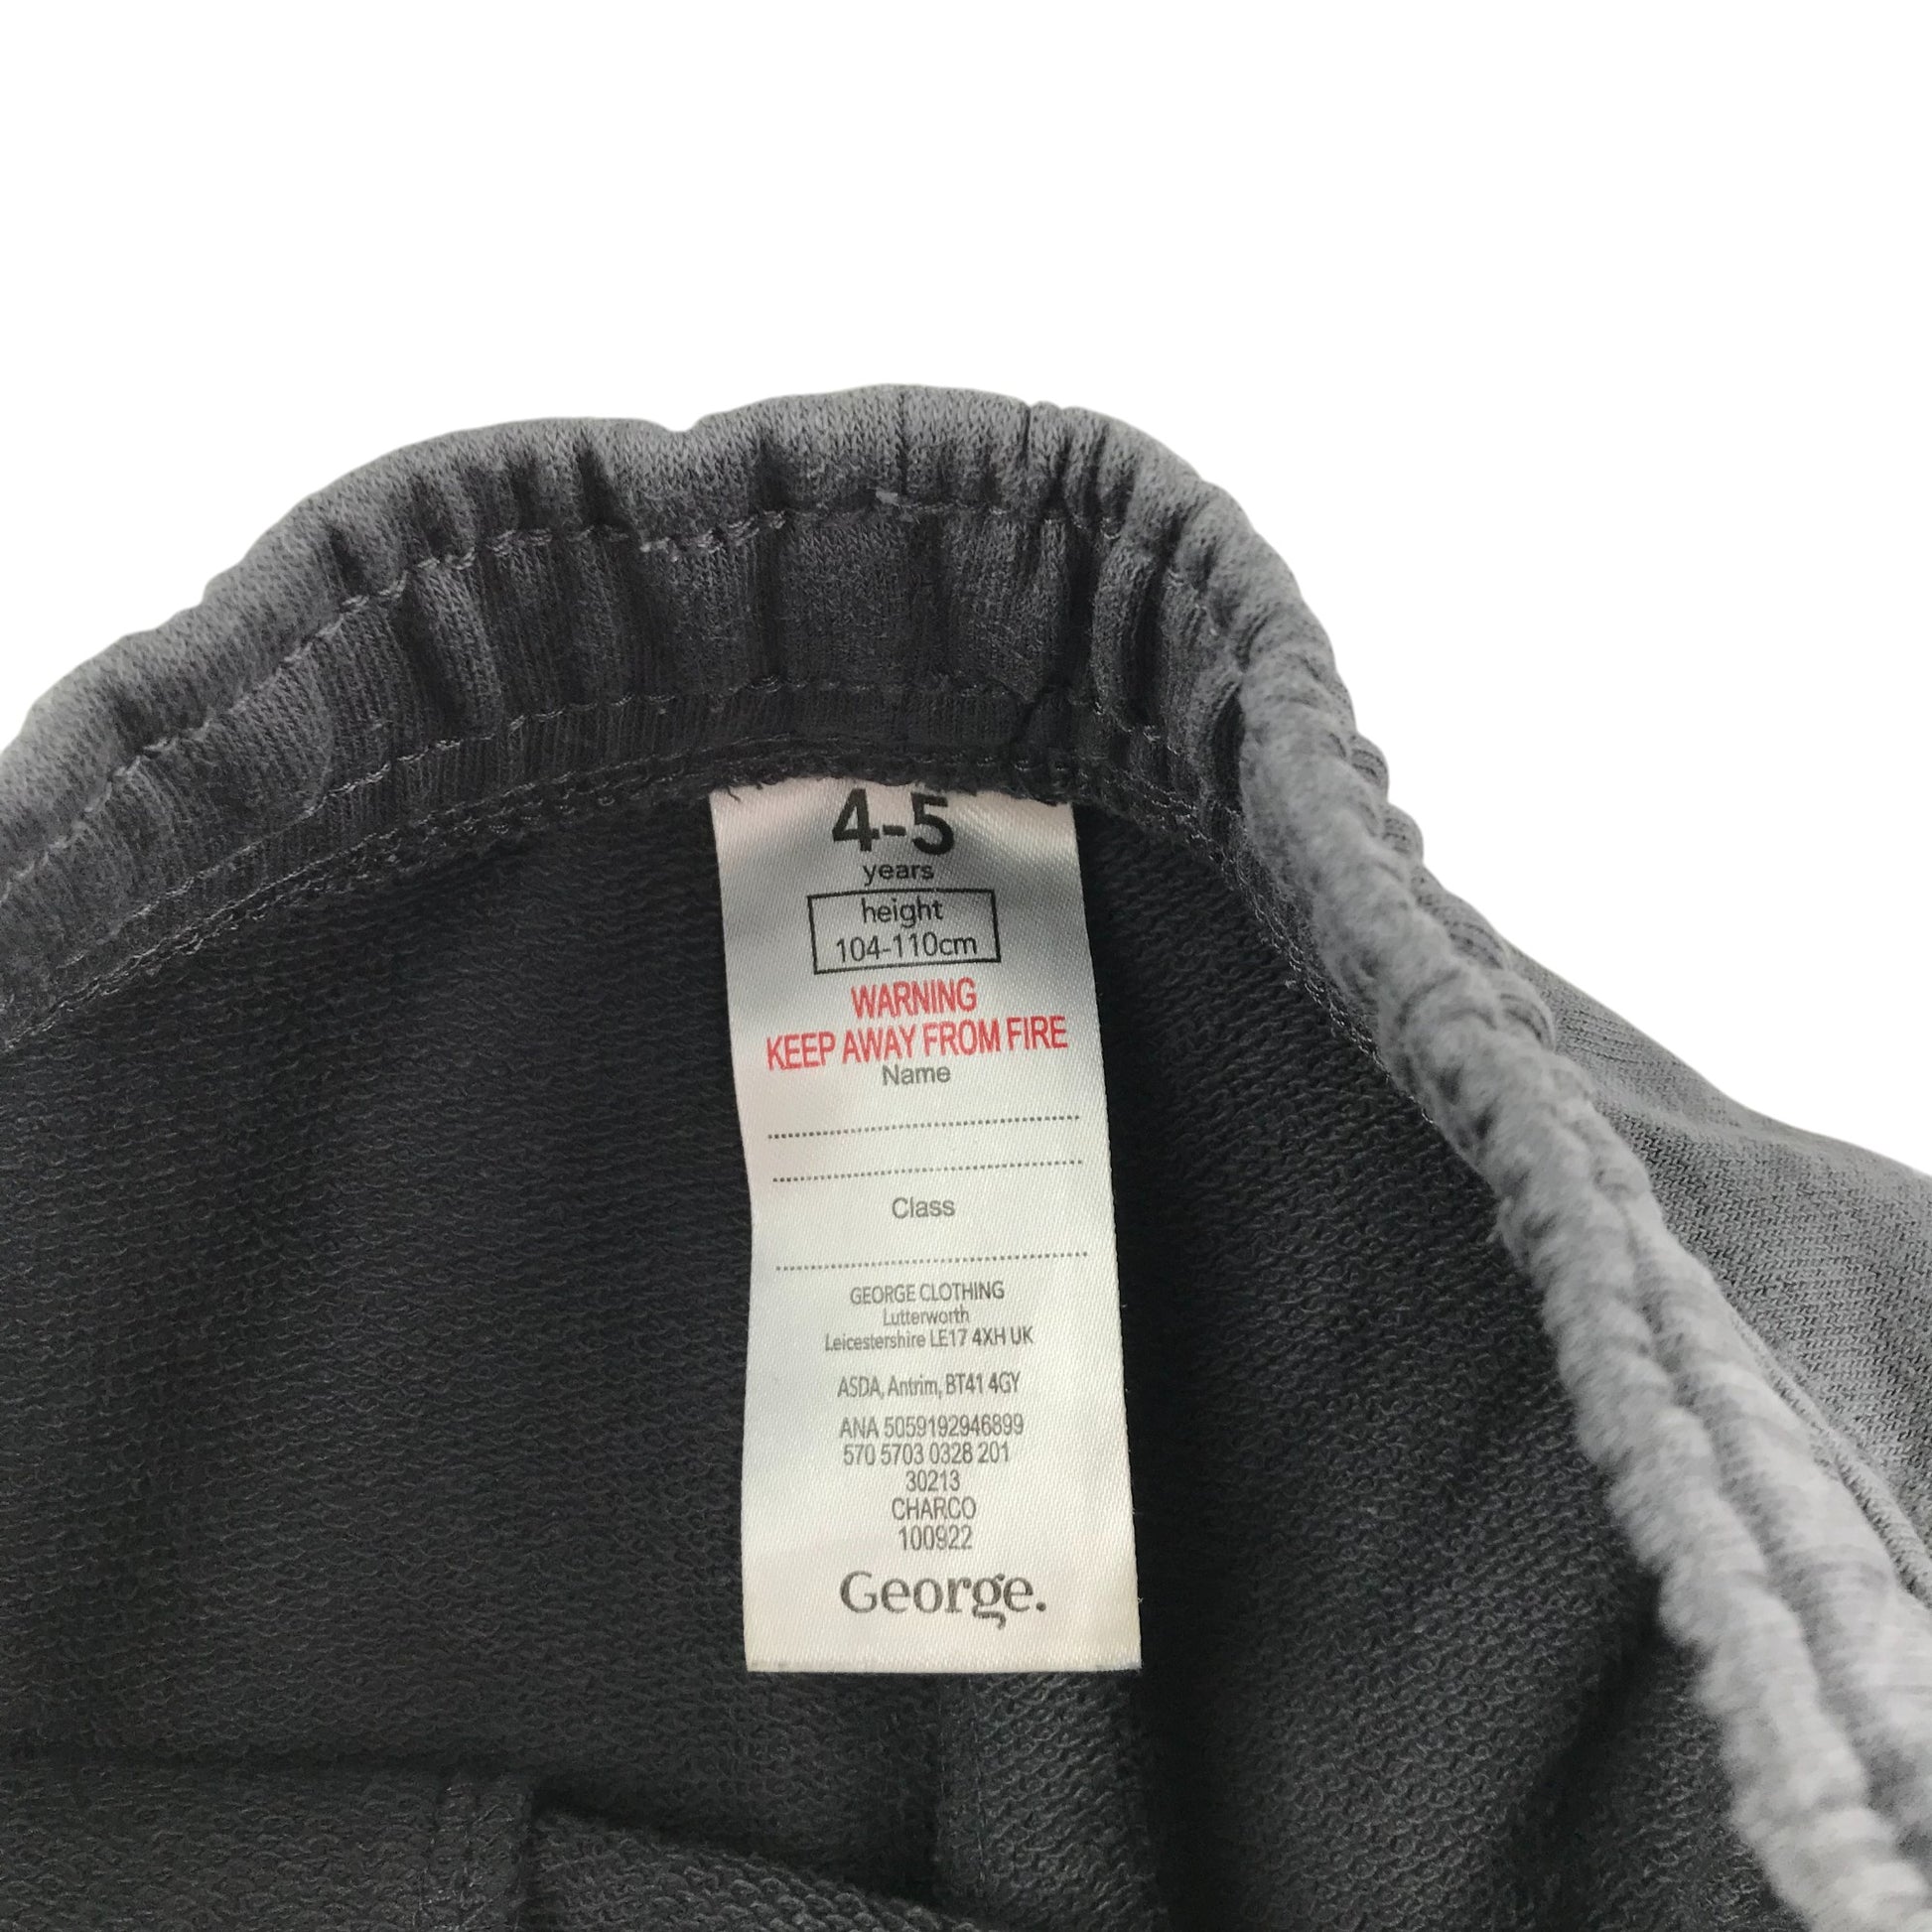 4-5
years
height
104-110cm
WARNING
KEEP AWAY FROM FIRE
Name
Class
GEORGE CLOTHING
Lutterworth
Leicestershire LE17 4XH UK
ASDA, Antrim, BT41 4GY
ANA 5059192946899
570 5703 0328 201
30213
CHARCO
100922
George.